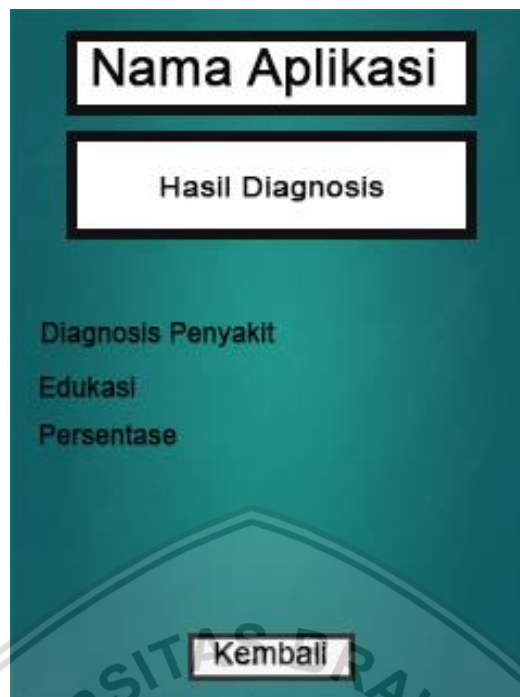 Nama Aplikasi
Hasil Diagnosis
Diagnosis Penyakit
Edukasi
Persentase
Kembali